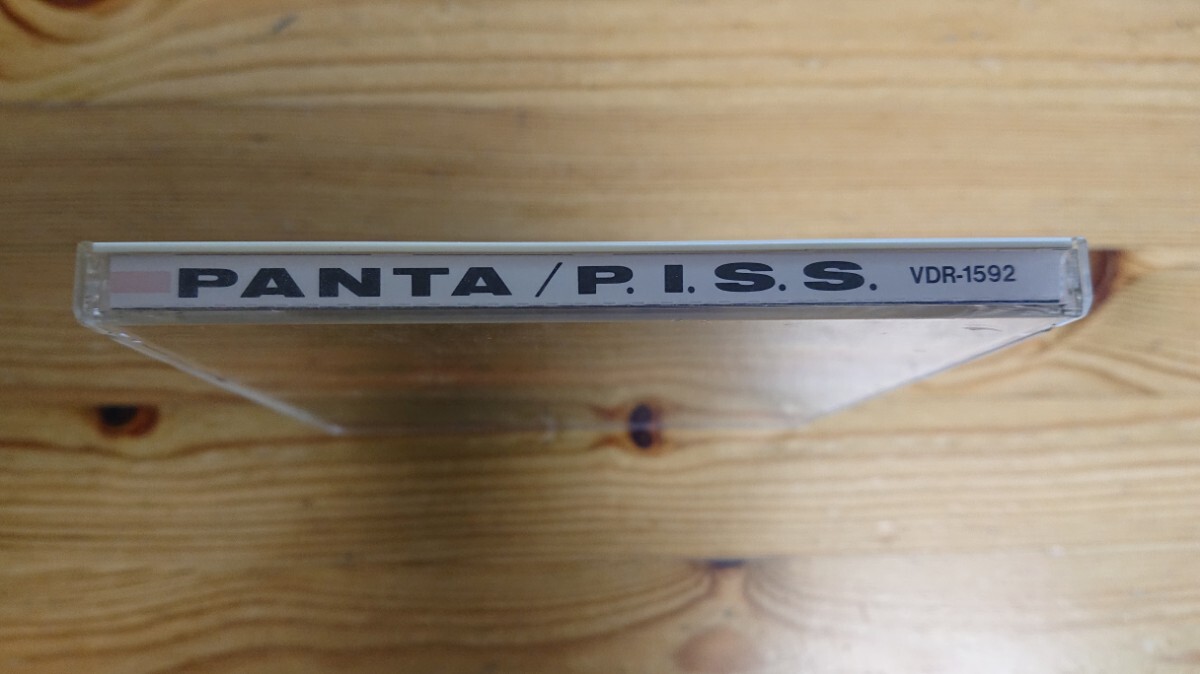 PANTA / P. I. S. S. VDR-1592